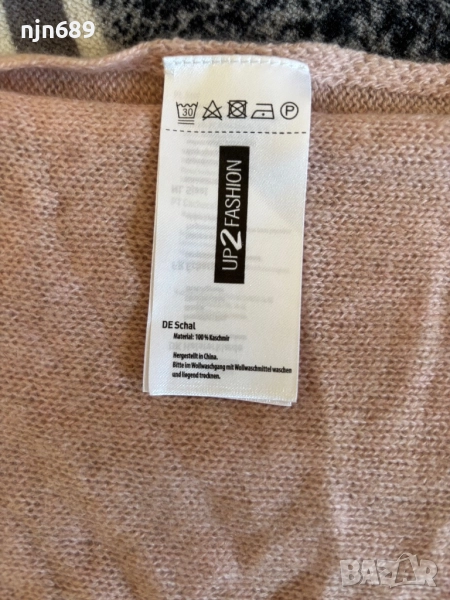 njn689
30
P
UP2FASHION
DE Schal
Material: 100 % Kaschmir
Hergestellt in China.
Bitte im Wollwaschgang mit Wollwaschmittel waschen
und liegend trocknen.
BAZAR